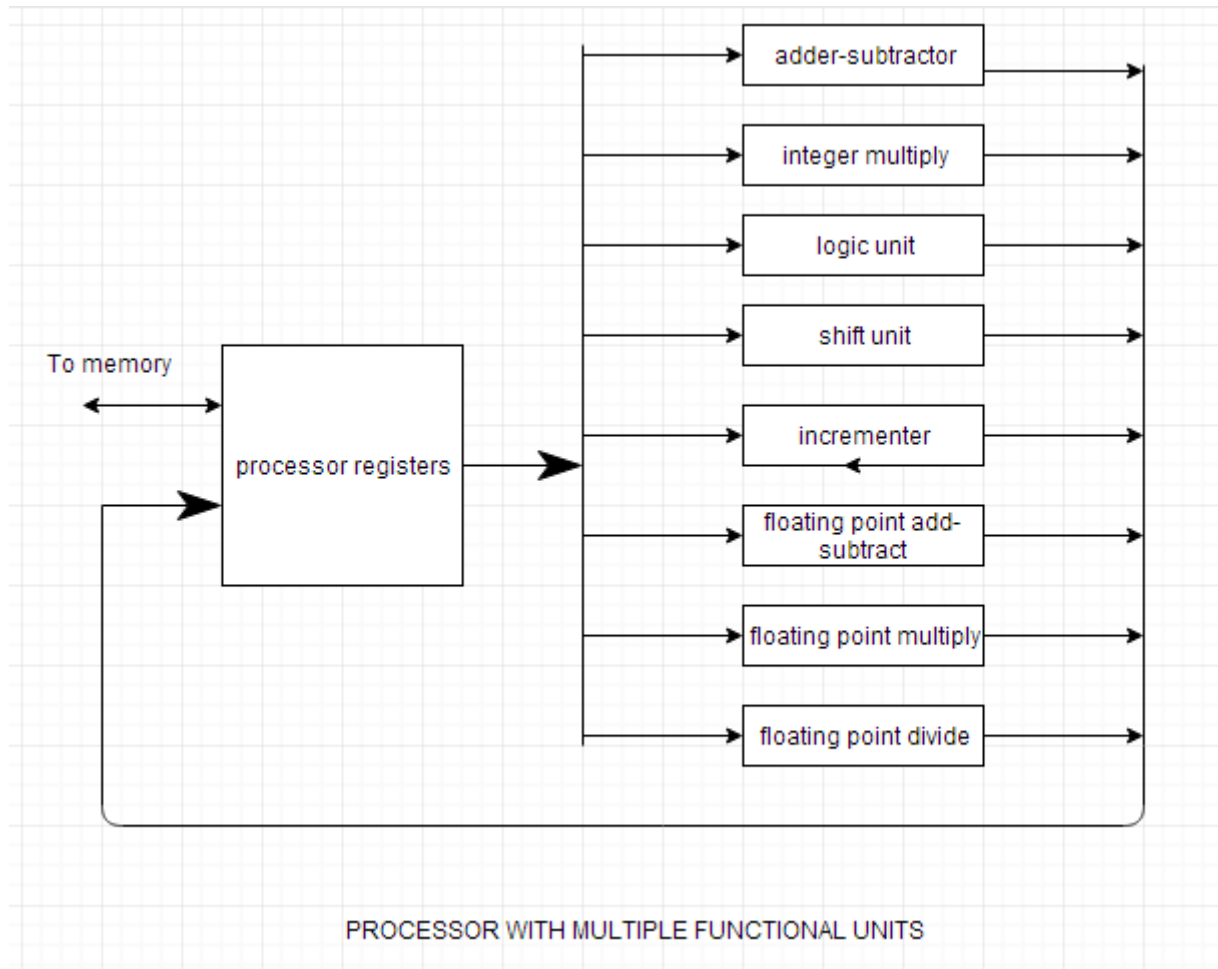 adder-subtractor
integer multiply
logic unit
shift unit
To memory
incrementer
processor registers
floating point add-
subtract
floating point multiply
floating point divide
PROCESSOR WITH MULTIPLE FUNCTIONAL UNITS